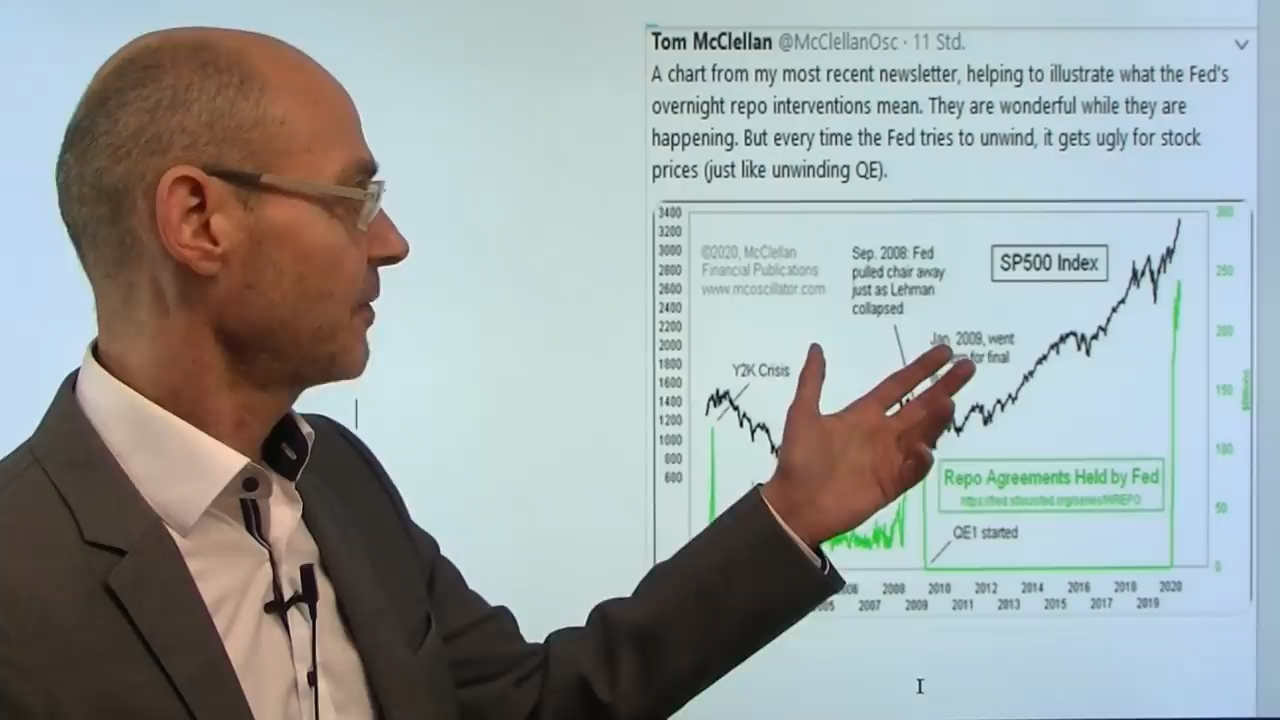 Tom McClellan @McClellanOsc · 11 Std.
A chart from my most recent newsletter, helping to illustrate what the Fed's
overnight repo interventions mean. They are wonderful while they are
happening. But every time the Fed tries to unwind, it gets ugly for stock
prices (just like unwinding QE).
3400
3200
3000
2800
2600
2400
2200
2000
1800
1600
1400
1200
1000
800
600
©2020, McClellan
Financial Publications
www.mcoscillator.com
Sep. 2008: Fed
pulled chair away
just as Lehman
collapsed
SP500 Index
Jan. 2009, went
for final
Y2K Crisis
Repo Agreements Held by Fed
QE1 started
300
250
200
150
100
50
0
2008 2010 2012 2014 2016 2018 2020
2007 2009 2011 2013 2015 2017 2019